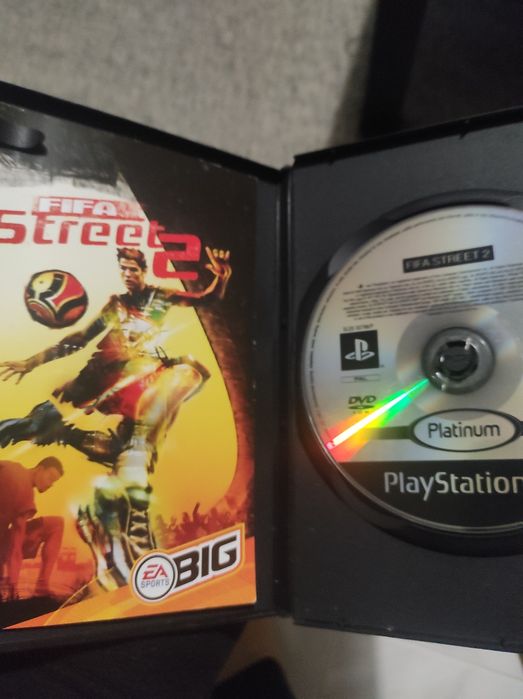 FIFA
Street 2
EA
SPORTS
BIG
FIFA STREET 2
PAL
DVD
Platinum
PlayStation